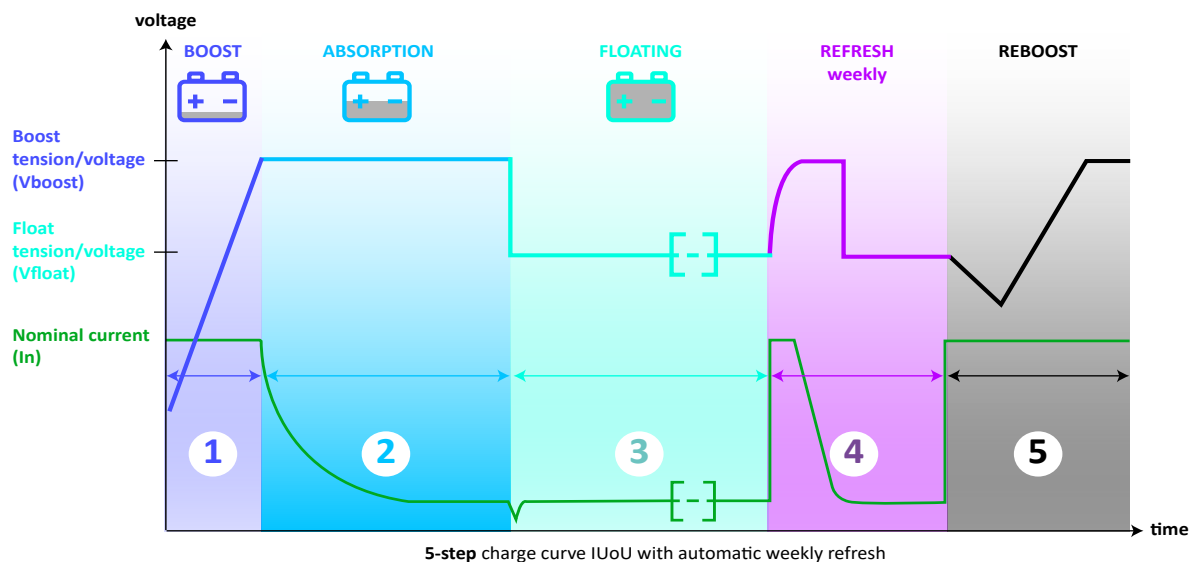 voltage
BOOST
ABSORPTION
FLOATING
REFRESH
weekly
REBOOST
+ -
+ -
+ -
Boost
tension/voltage
(Vboost)
Float
tension/voltage
(Vfloat)
Nominal current
(In)
1
2
3
4
5
time
5-step charge curve IUoU with automatic weekly refresh